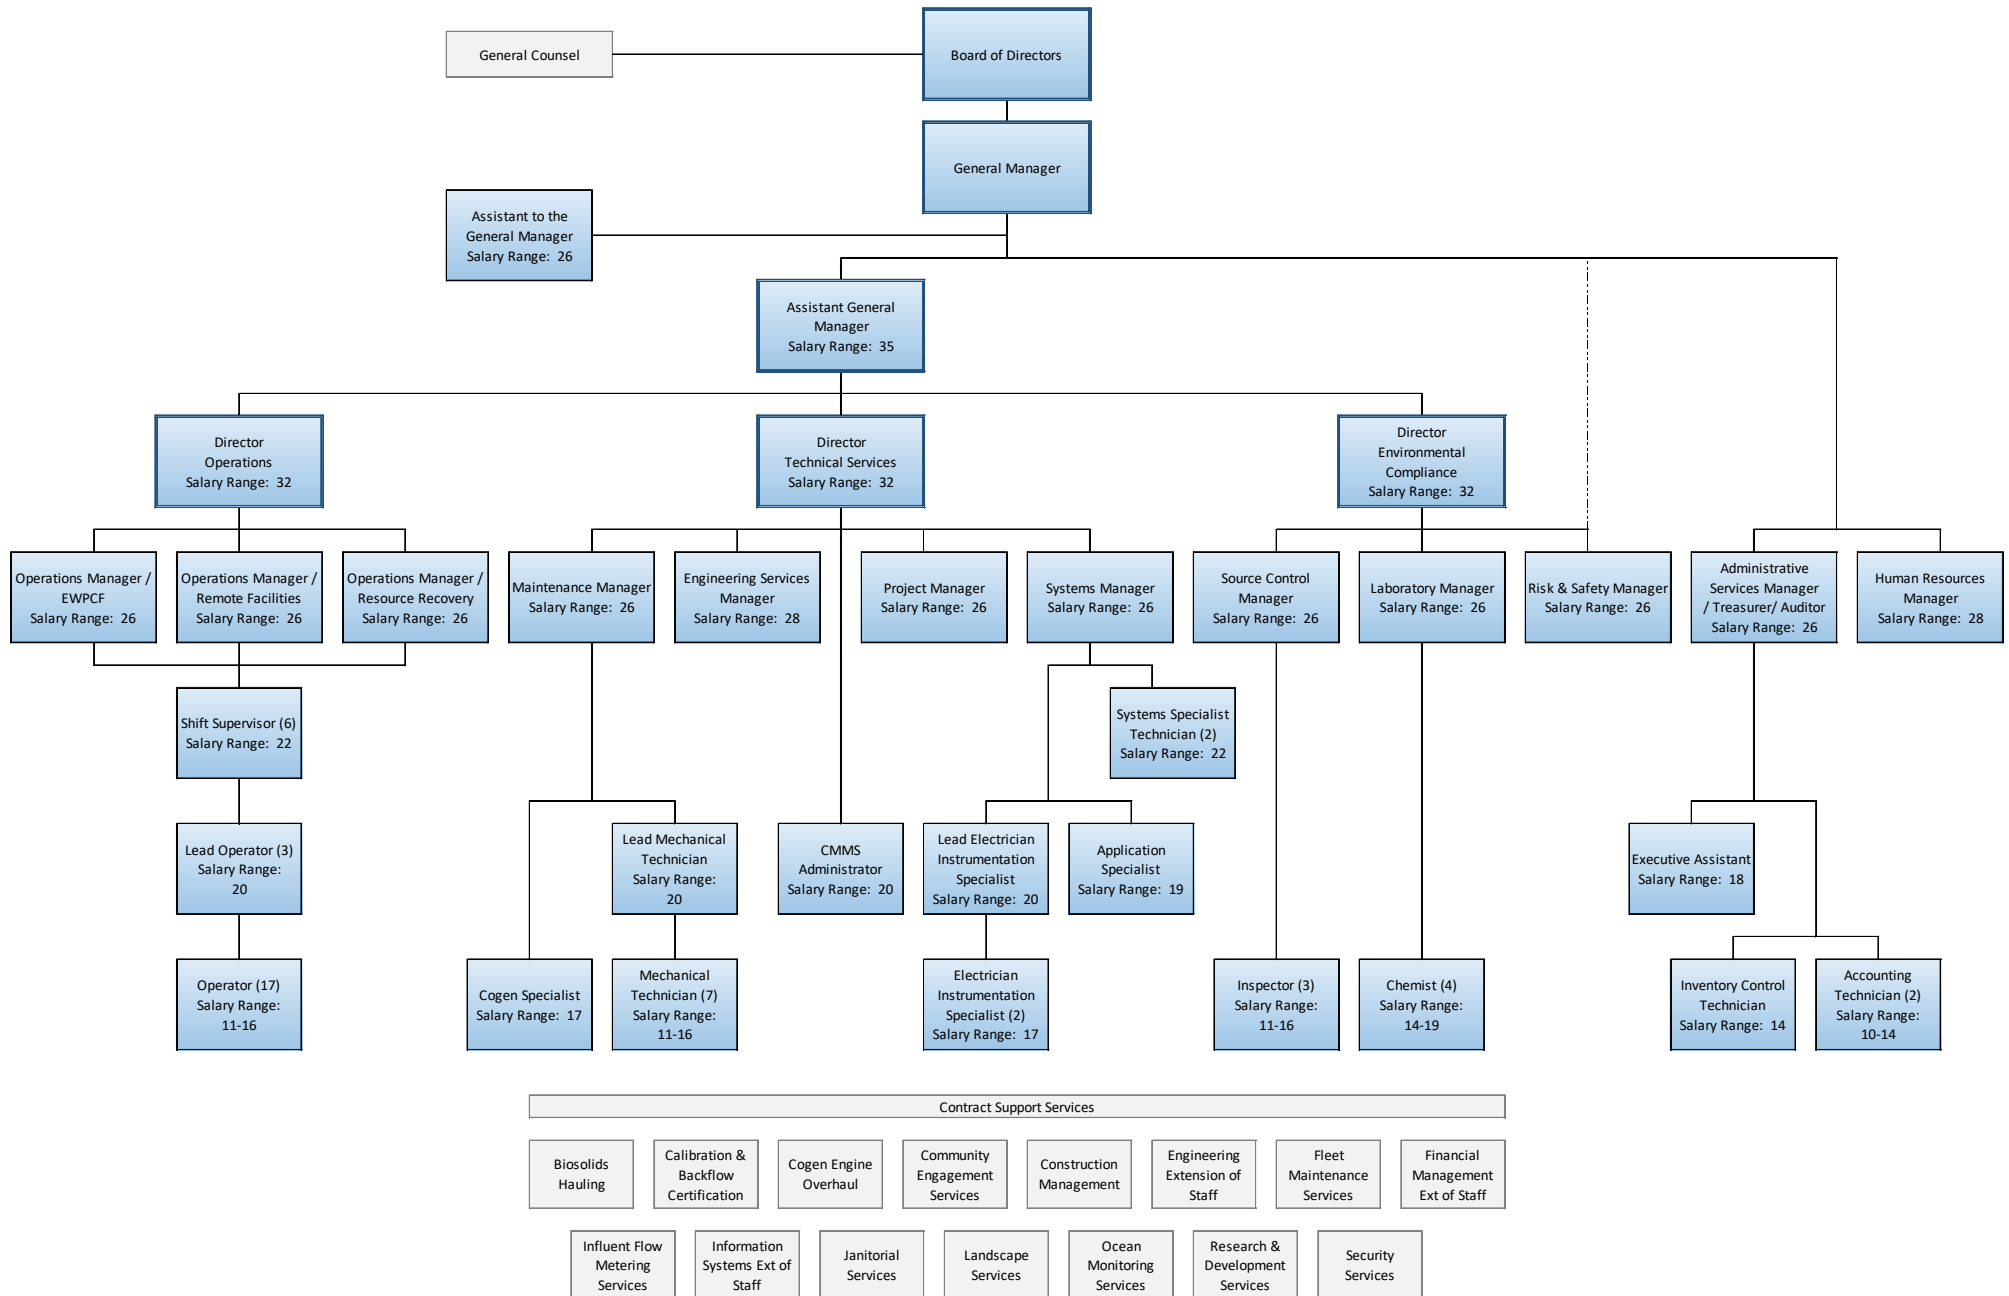 General Counsel
Board of Directors
General Manager
Assistant to the
General Manager
Salary Range:  26
Assistant General
Manager
Salary Range:  35
Director
Operations
Salary Range:  32
Director
Technical Services
Salary Range:  32
Director
Environmental
Compliance
Salary Range:  32
Operations Manager /
EWPCF
Salary Range:  26
Operations Manager /
Remote Facilities
Salary Range:  26
Operations Manager /
Resource Recovery
Salary Range:  26
Maintenance Manager
Salary Range:  26
Engineering Services
Manager
Salary Range:  28
Project Manager
Salary Range:  26
Systems Manager
Salary Range:  26
Source Control
Manager
Salary Range:  26
Laboratory Manager
Salary Range:  26
Risk & Safety Manager
Salary Range:  26
Administrative
Services Manager
/ Treasurer/ Auditor
Salary Range:  26
Human Resources
Manager
Salary Range:  28
Shift Supervisor (6)
Salary Range:  22
Systems Specialist
Technician (2)
Salary Range:  22
Lead Operator (3)
Salary Range:
20
Lead Mechanical
Technician
Salary Range:
20
CMMS
Administrator
Salary Range:  20
Lead Electrician
Instrumentation
Specialist
Salary Range:  20
Application
Specialist
Salary Range:  19
Executive Assistant
Salary Range:  18
Operator (17)
Salary Range:
11-16
Cogen Specialist
Salary Range:  17
Mechanical
Technician (7)
Salary Range:
11-16
Electrician
Instrumentation
Specialist (2)
Salary Range:  17
Inspector (3)
Salary Range:
11-16
Chemist (4)
Salary Range:
14-19
Inventory Control
Technician
Salary Range:  14
Accounting
Technician (2)
Salary Range:
10-14
Contract Support Services
Biosolids
Hauling
Calibration &
Backflow
Certification
Cogen Engine
Overhaul
Community
Engagement
Services
Construction
Management
Engineering
Extension of
Staff
Fleet
Maintenance
Services
Financial
Management
Ext of Staff
Influent Flow
Metering
Services
Information
Systems Ext of
Staff
Janitorial
Services
Landscape
Services
Ocean
Monitoring
Services
Research &
Development
Services
Security
Services